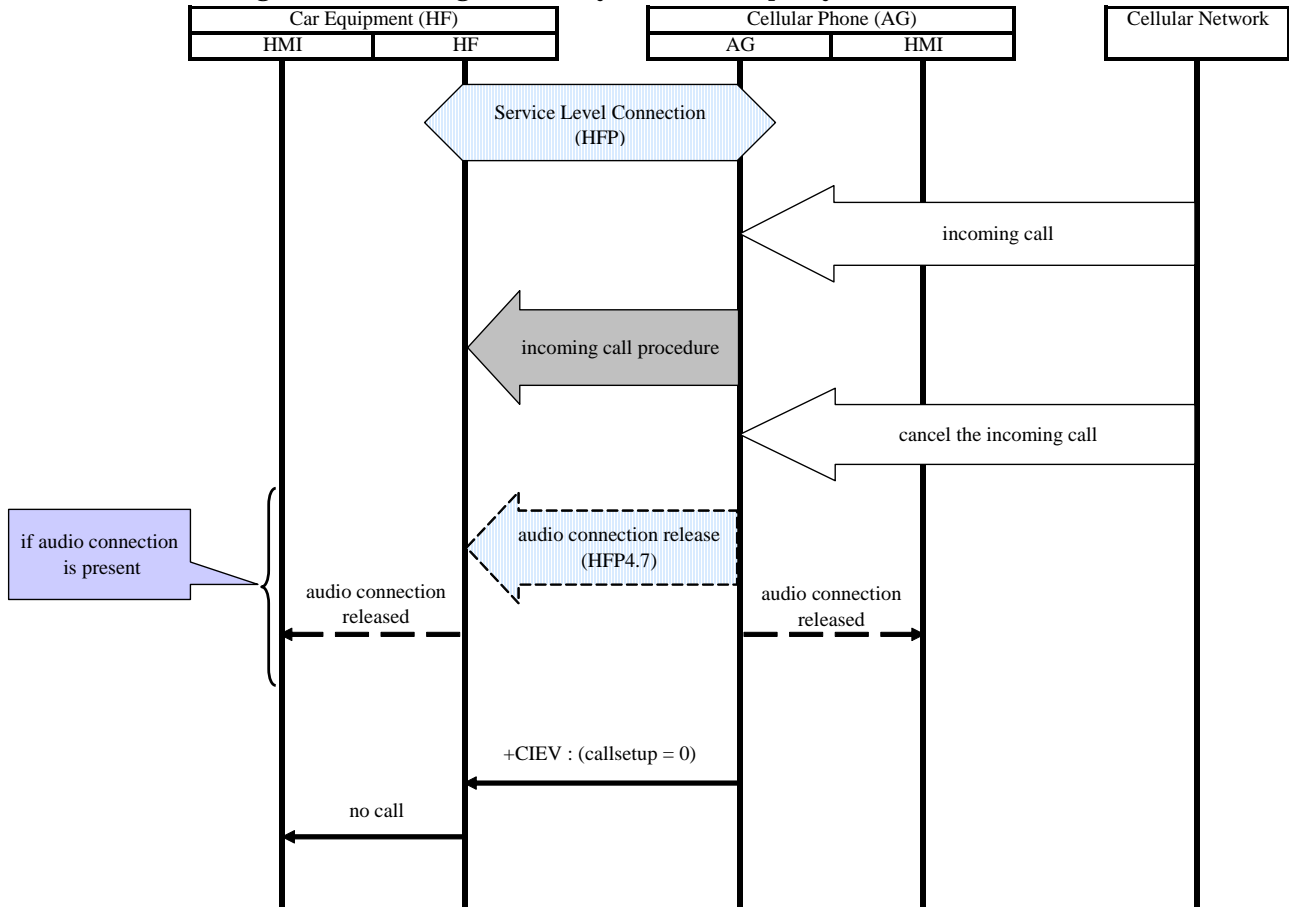 Car Equipment (HF)
Cellular Phone (AG)
Cellular Network
HMI
HF
AG
HMI
Service Level Connection
(HFP)
incoming call
incoming call procedure
cancel the incoming call
if audio connection
is present
audio connection release
(HFP4.7)
audio connection
released
audio connection
released
+CIEV : (callsetup = 0)
no call